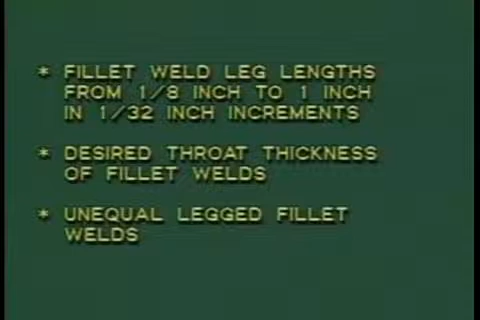 * FILLET WELD LEG LENGTHS
FROM 1/8 INCH TO 1 INCH
IN 1/32 INCH INCREMENTS
* DESIRED THROAT THICKNESS
OF FILLET WELDS
* UNEQUAL LEGGED FILLET
WELDS